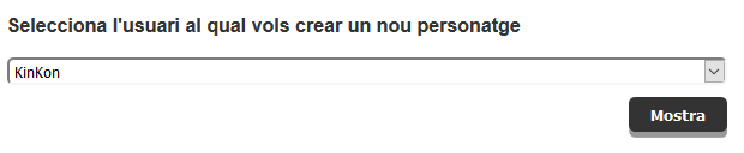 Selecciona l'usuari al qual vols crear un nou personatge
KinKon
Mostra